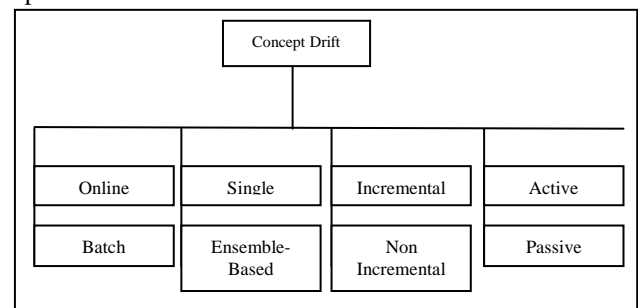 Concept Drift
Online
Single
Incremental
Active
Batch
Ensemble-
Based
Non
Incremental
Passive